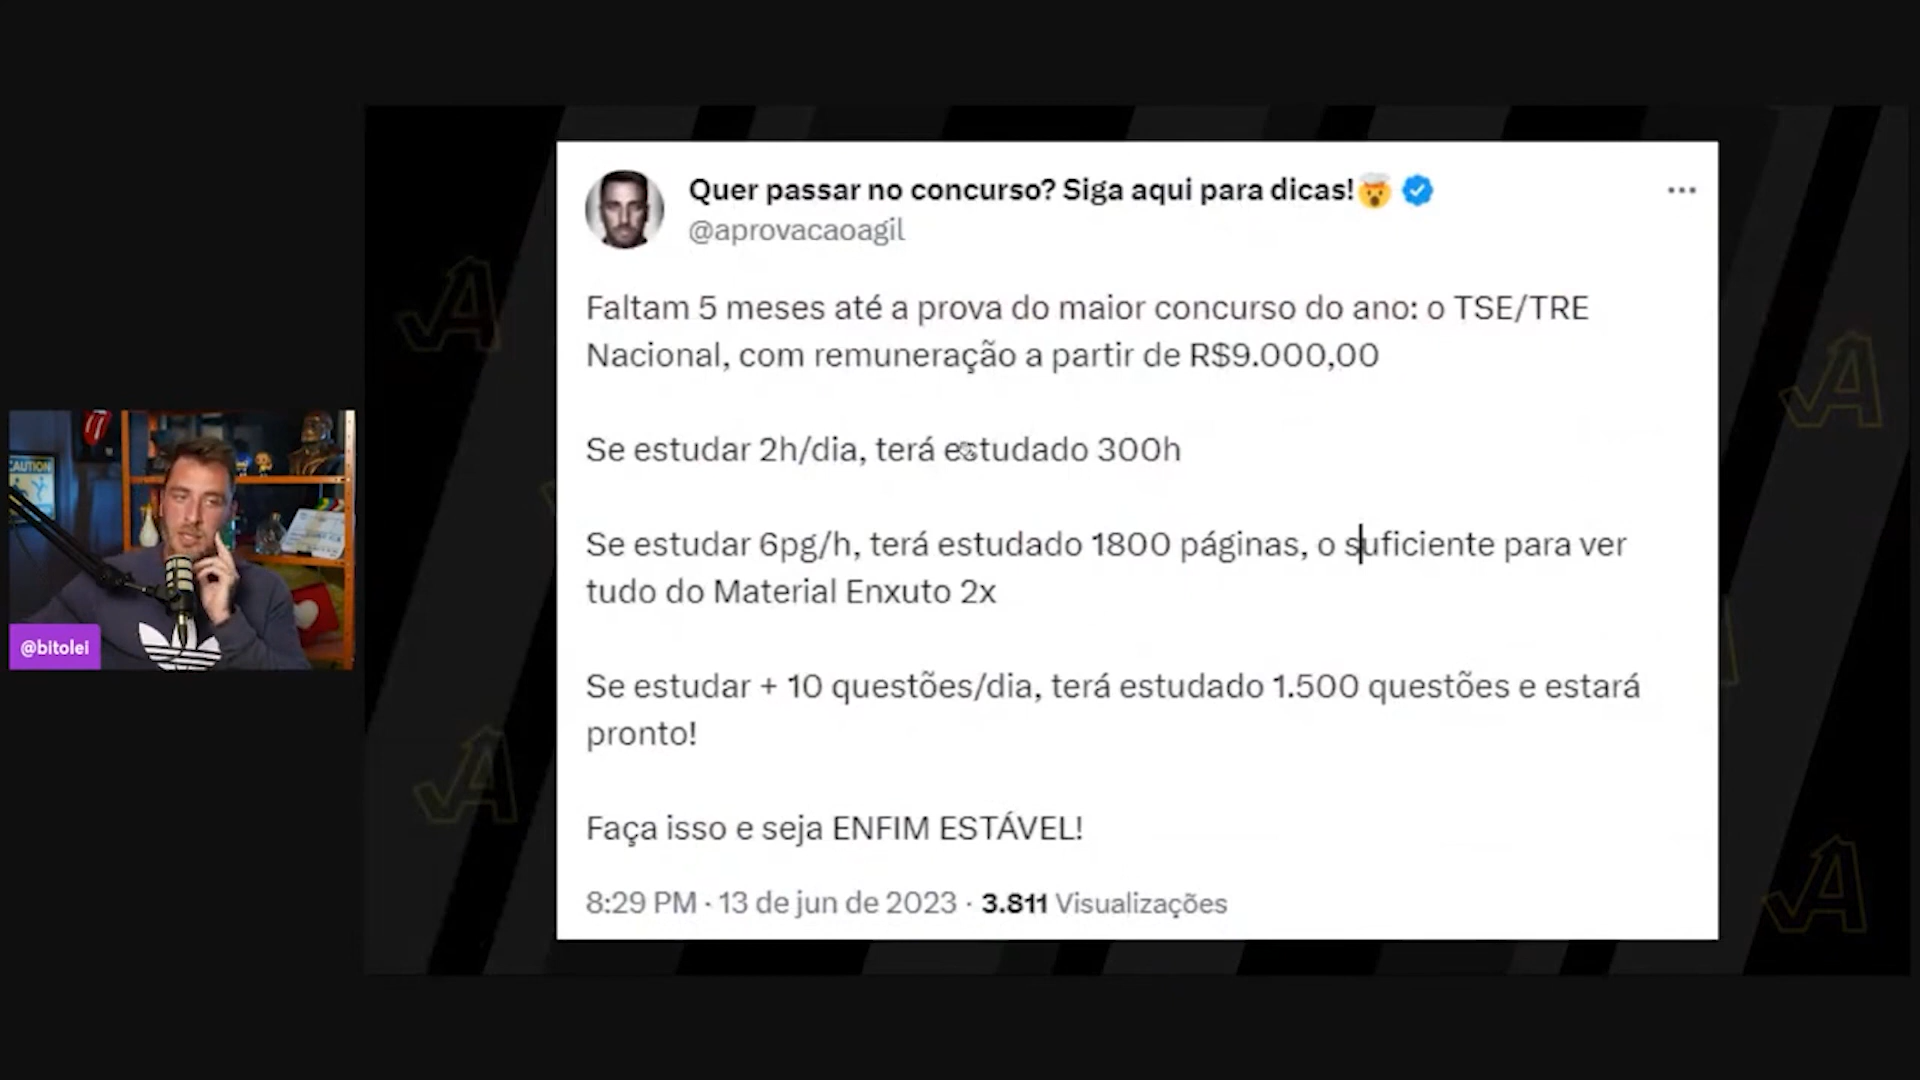 Quer passar no concurso? Siga aqui para dicas!🤯
@aprovacaoagil
Faltam 5 meses até a prova do maior concurso do ano: o TSE/TRE
Nacional, com remuneração a partir de R$9.000,00
Se estudar 2h/dia, terá estudado 300h
Se estudar 6pg/h, terá estudado 1800 páginas, o suficiente para ver
tudo do Material Enxuto 2x
Se estudar + 10 questões/dia, terá estudado 1.500 questões e estará
pronto!
Faça isso e seja ENFIM ESTÁVEL!
8:29 PM · 13 de jun de 2023 · 3.811 Visualizações
CAUTION
@bitolei